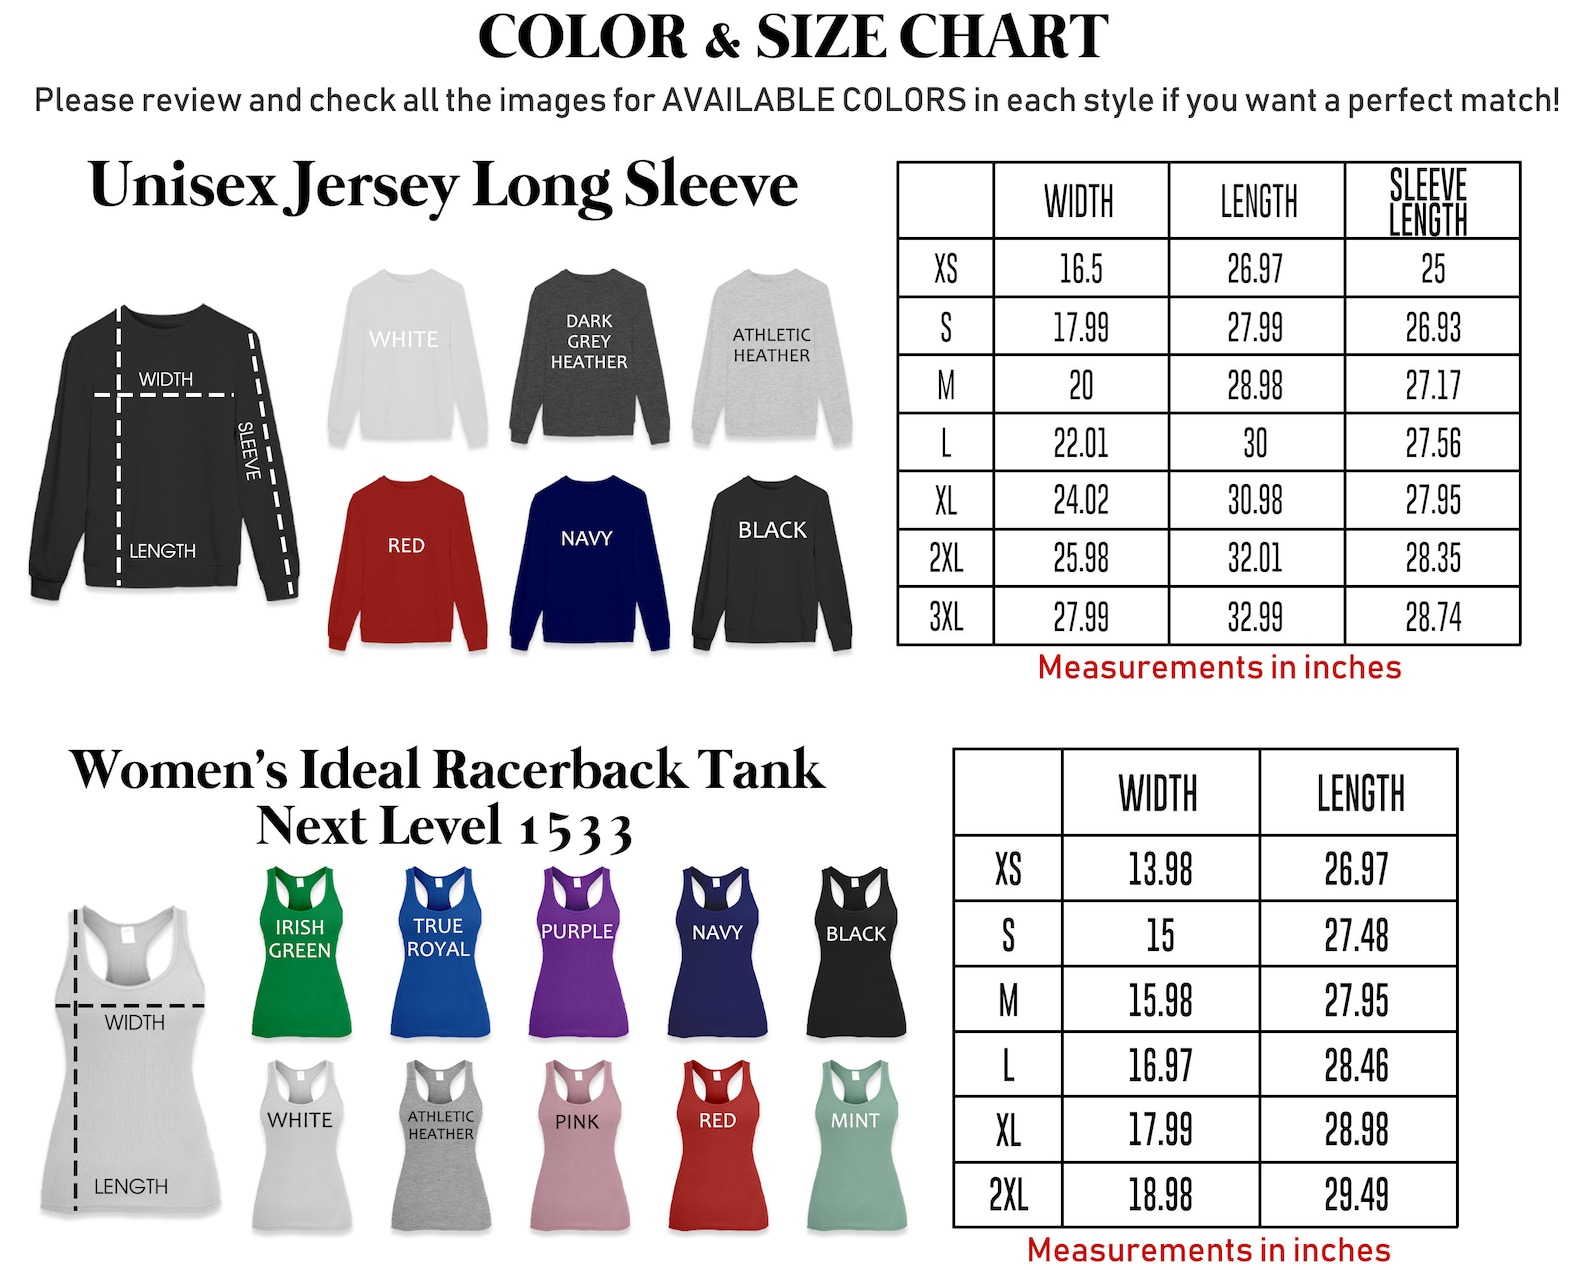 COLOR & SIZE CHART
Please review and check all the images for AVAILABLE COLORS in each style if you want a perfect match!
Unisex Jersey Long Sleeve
WIDTH
SLEEVE
LENGTH
WHITE
DARK
GREY
HEATHER
ATHLETIC
HEATHER
RED
NAVY
BLACK
WIDTH LENGTH SLEEVE LENGTH
XS 16.5 26.97 25
S 17.99 27.99 26.93
M 20 28.98 27.17
L 22.01 30 27.56
XL 24.02 30.98 27.95
2XL 25.98 32.01 28.35
3XL 27.99 32.99 28.74
Measurements in inches
Women's Ideal Racerback Tank
Next Level 1533
WIDTH
LENGTH
IRISH
GREEN
TRUE
ROYAL
PURPLE
NAVY
BLACK
WHITE
ATHLETIC
HEATHER
PINK
RED
MINT
WIDTH LENGTH
XS 13.98 26.97
S 15 27.48
M 15.98 27.95
L 16.97 28.46
XL 17.99 28.98
2XL 18.98 29.49
Measurements in inches